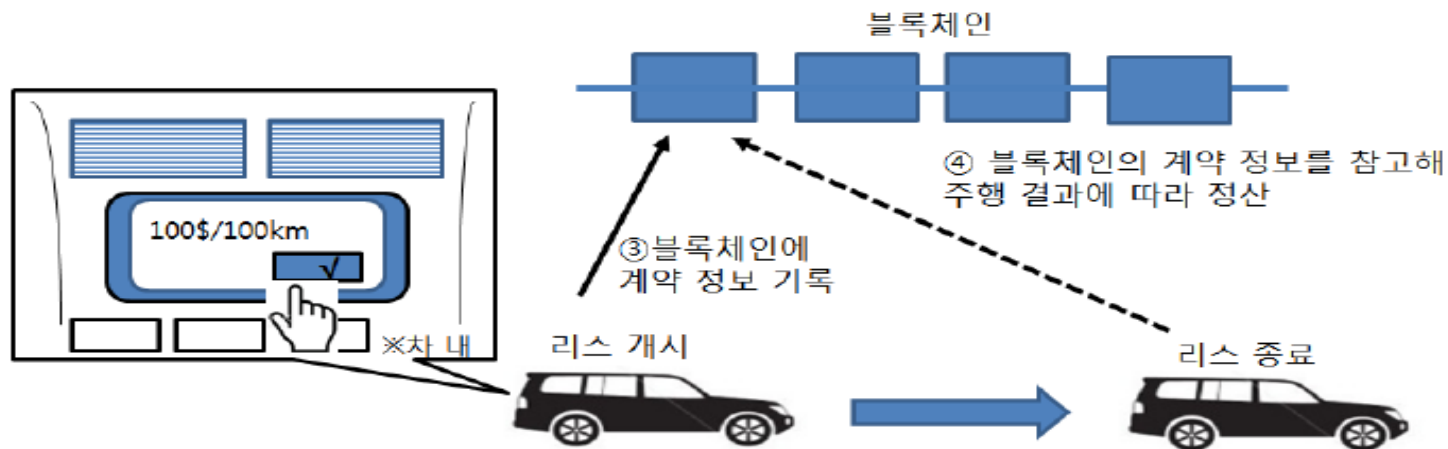 블록체인
④ 블록체인의 계약 정보를 참고해
주행 결과에 따라 정산
100$/100km
√
③블록체인에
계약 정보 기록
※차 내
리스 개시
리스 종료